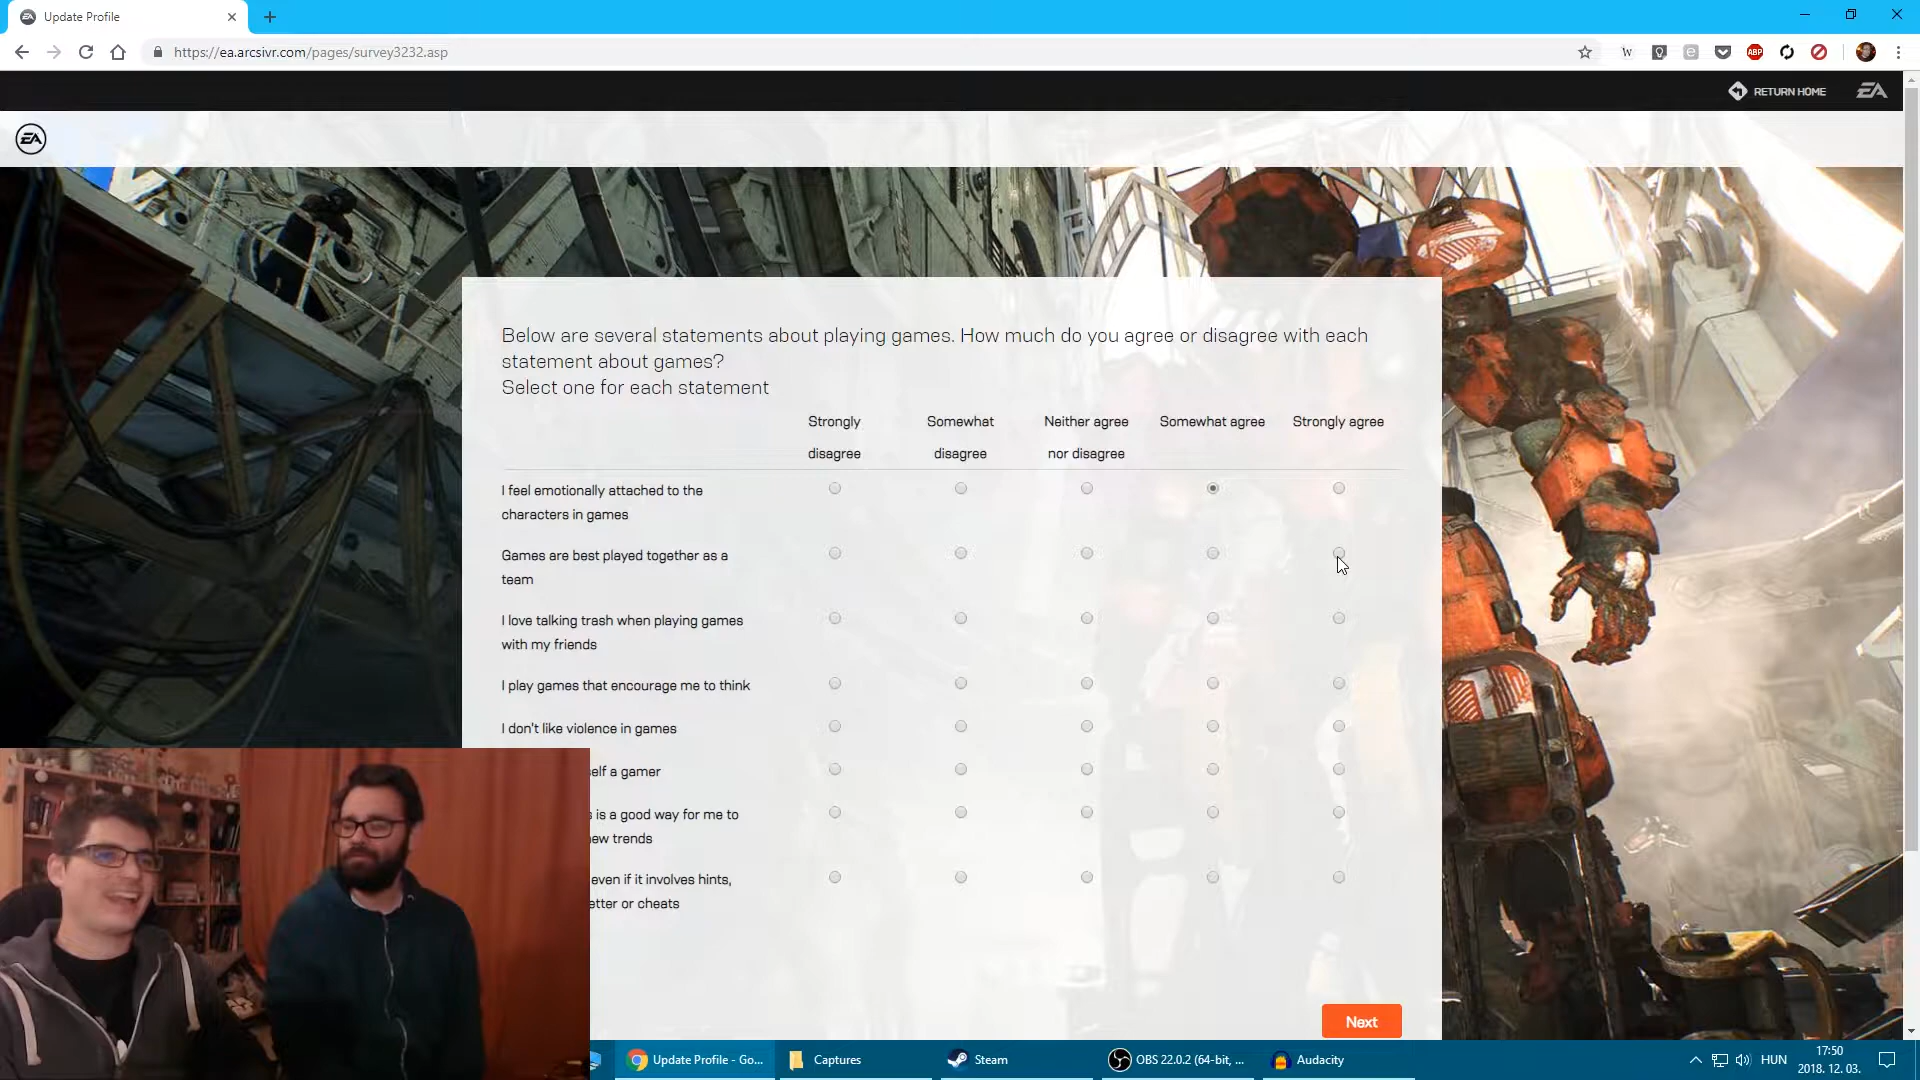 Update Profile
https://ea.arcsivr.com/pages/survey3232.asp
W
ABP
RETURN HOME
EA
EA
Below are several statements about playing games. How much do you agree or disagree with each
statement about games?
Select one for each statement
Strongly disagree
Somewhat disagree
Neither agree nor disagree
Somewhat agree
Strongly agree
I feel emotionally attached to the
characters in games
Games are best played together as a
team
I love talking trash when playing games
with my friends
I play games that encourage me to think
I don't like violence in games
self a gamer
is a good way for me to
new trends
even if it involves hints,
etter or cheats
Next
Update Profile - Go...
Captures
Steam
OBS 22.0.2 (64-bit, ...
Audacity
HUN
17:50
2018. 12. 03.